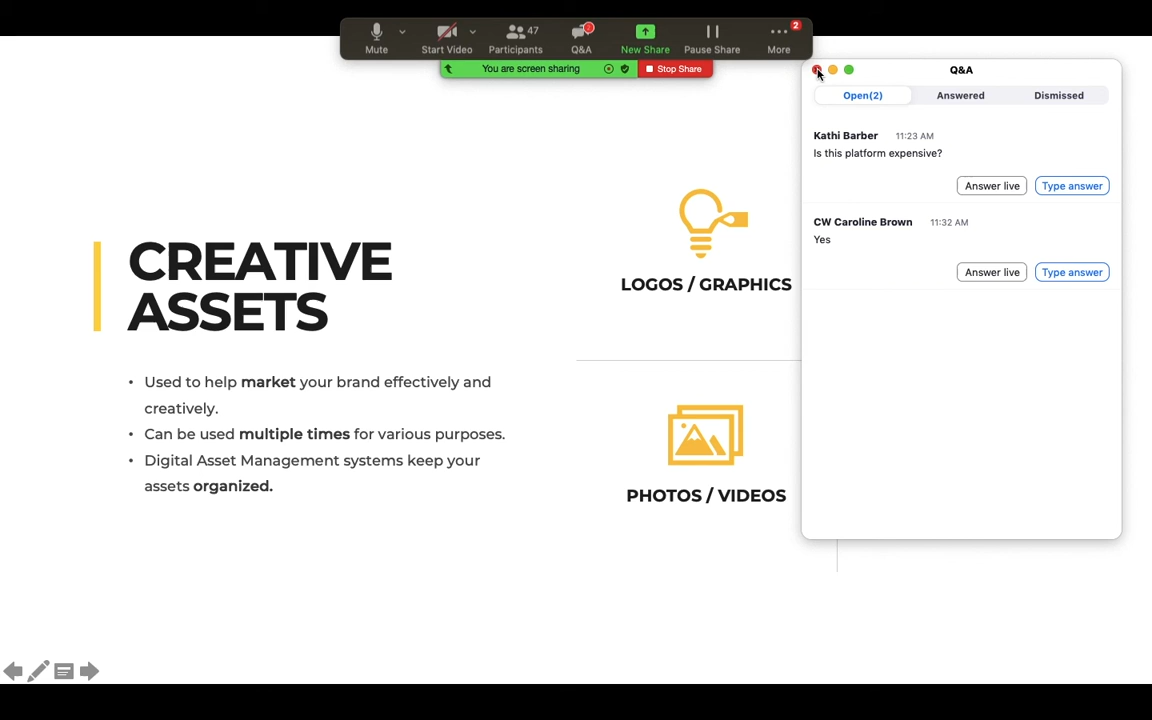 Mute
Start Video
Participants
47
Q&A
New Share
Pause Share
More
2
You are screen sharing
Stop Share
Q&A
Open(2)
Answered
Dismissed
Kathi Barber 11:23 AM
Is this platform expensive?
Answer live
Type answer
CW Caroline Brown 11:32 AM
Yes
Answer live
Type answer
CREATIVE
ASSETS
• Used to help market your brand effectively and
creatively.
• Can be used multiple times for various purposes.
• Digital Asset Management systems keep your
assets organized.
LOGOS / GRAPHICS
PHOTOS / VIDEOS